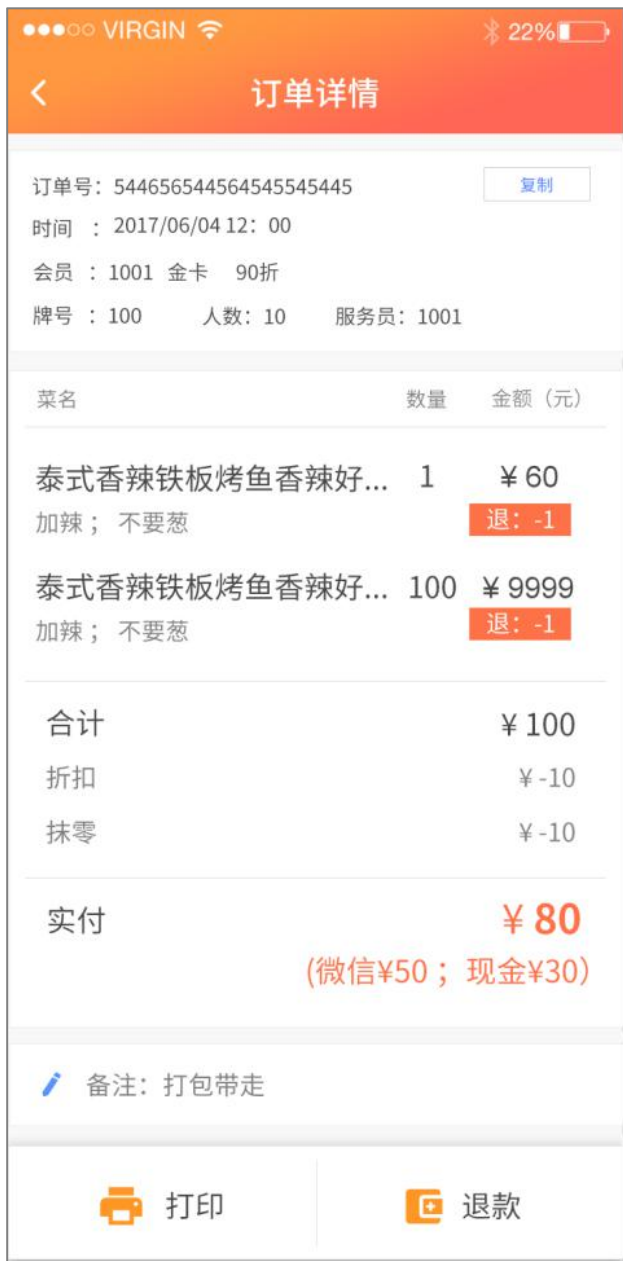 VIRGIN 22%
订单详情
订单号：544656544564545545445 复制
时间 ：2017/06/04 12：00
会员 ：1001 金卡 90折
牌号 ：100 人数：10 服务员：1001
菜名 数量 金额（元）
泰式香辣铁板烤鱼香辣好... 1 ¥ 60
加辣； 不要葱 退：-1
泰式香辣铁板烤鱼香辣好... 100 ¥ 9999
加辣； 不要葱 退：-1
合计 ¥ 100
折扣 ¥ -10
抹零 ¥ -10
实付 ¥ 80
(微信¥50； 现金¥30）
备注：打包带走
打印 退款